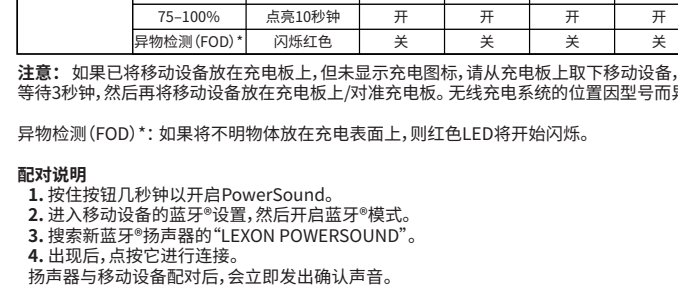 75–100% 点亮10秒钟 开 开 开 开
异物检测（FOD）* 闪烁红色 关 关 关 关
注意： 如果已将移动设备放在充电板上，但未显示充电图标，请从充电板上取下移动设备，
等待3秒钟，然后再将移动设备放在充电板上/对准充电板。无线充电系统的位置因型号而
异物检测（FOD）*：如果将不明物体放在充电表面上，则红色LED将开始闪烁。
配对说明
1. 按住按钮几秒钟以开启PowerSound。
2. 进入移动设备的蓝牙®设置，然后开启蓝牙®模式。
3. 搜索新蓝牙®扬声器的“LEXON POWERSOUND”。
4. 出现后，点按它进行连接。
扬声器与移动设备配对后，会立即发出确认声音。